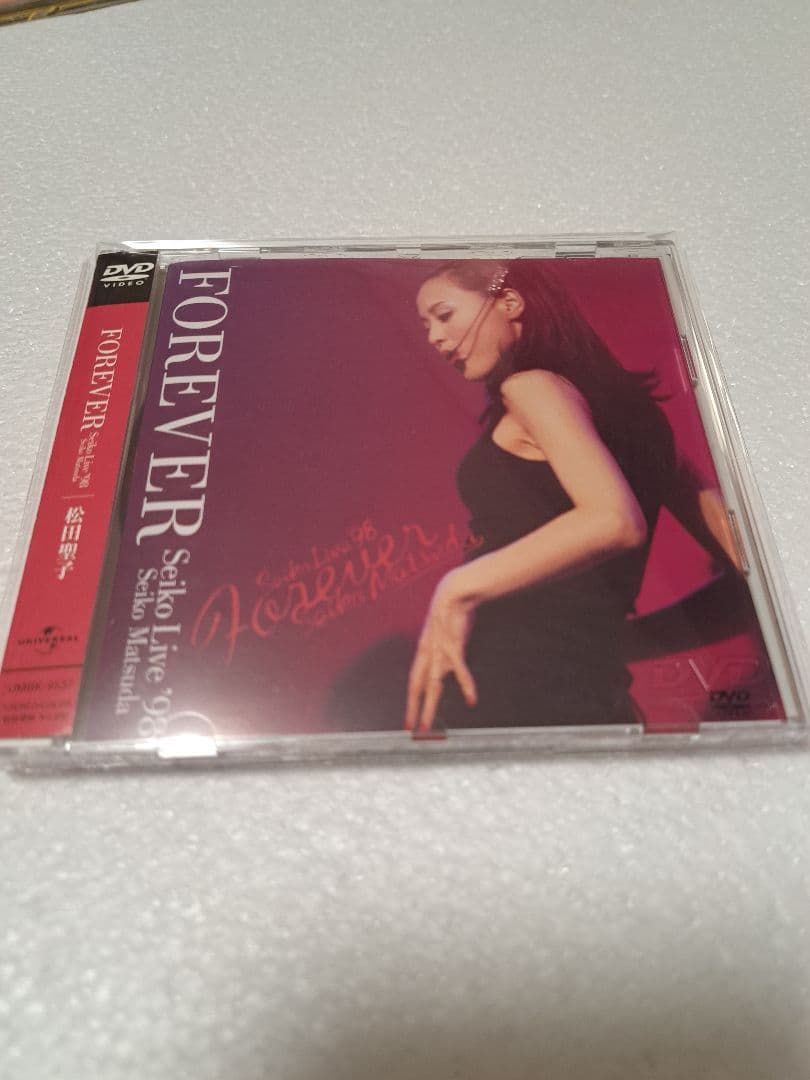 DVD
VIDEO
FOREVER
Seiko Live '98
Seiko Matsuda
松田聖子
UNIVERSAL
FOREVER
Seiko Live '98
Seiko Matsuda
Seiko Live '98
Forever
Seiko Matsuda
DVD
DVD